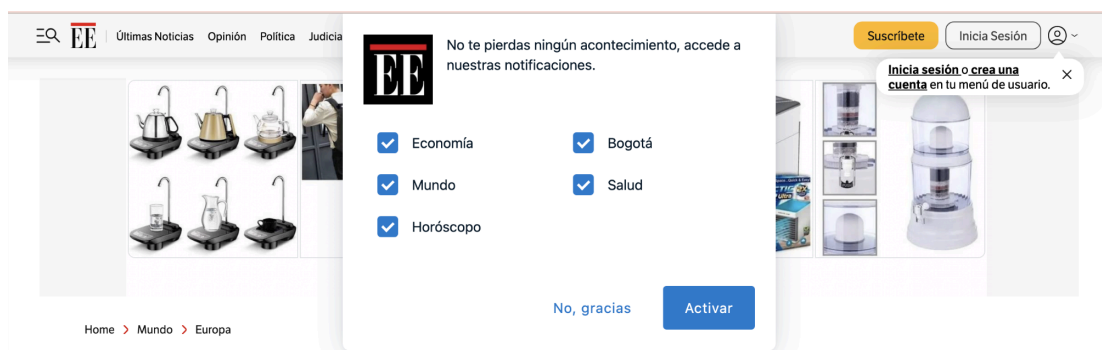 EE
Últimas Noticias Opinión Política Judicia
Suscríbete
Inicia Sesión
Inicia sesión o crea una
cuenta en tu menú de usuario.
EE
No te pierdas ningún acontecimiento, accede a
nuestras notificaciones.
Economía
Bogotá
Mundo
Salud
Horóscopo
No, gracias
Activar
Home > Mundo > Europa